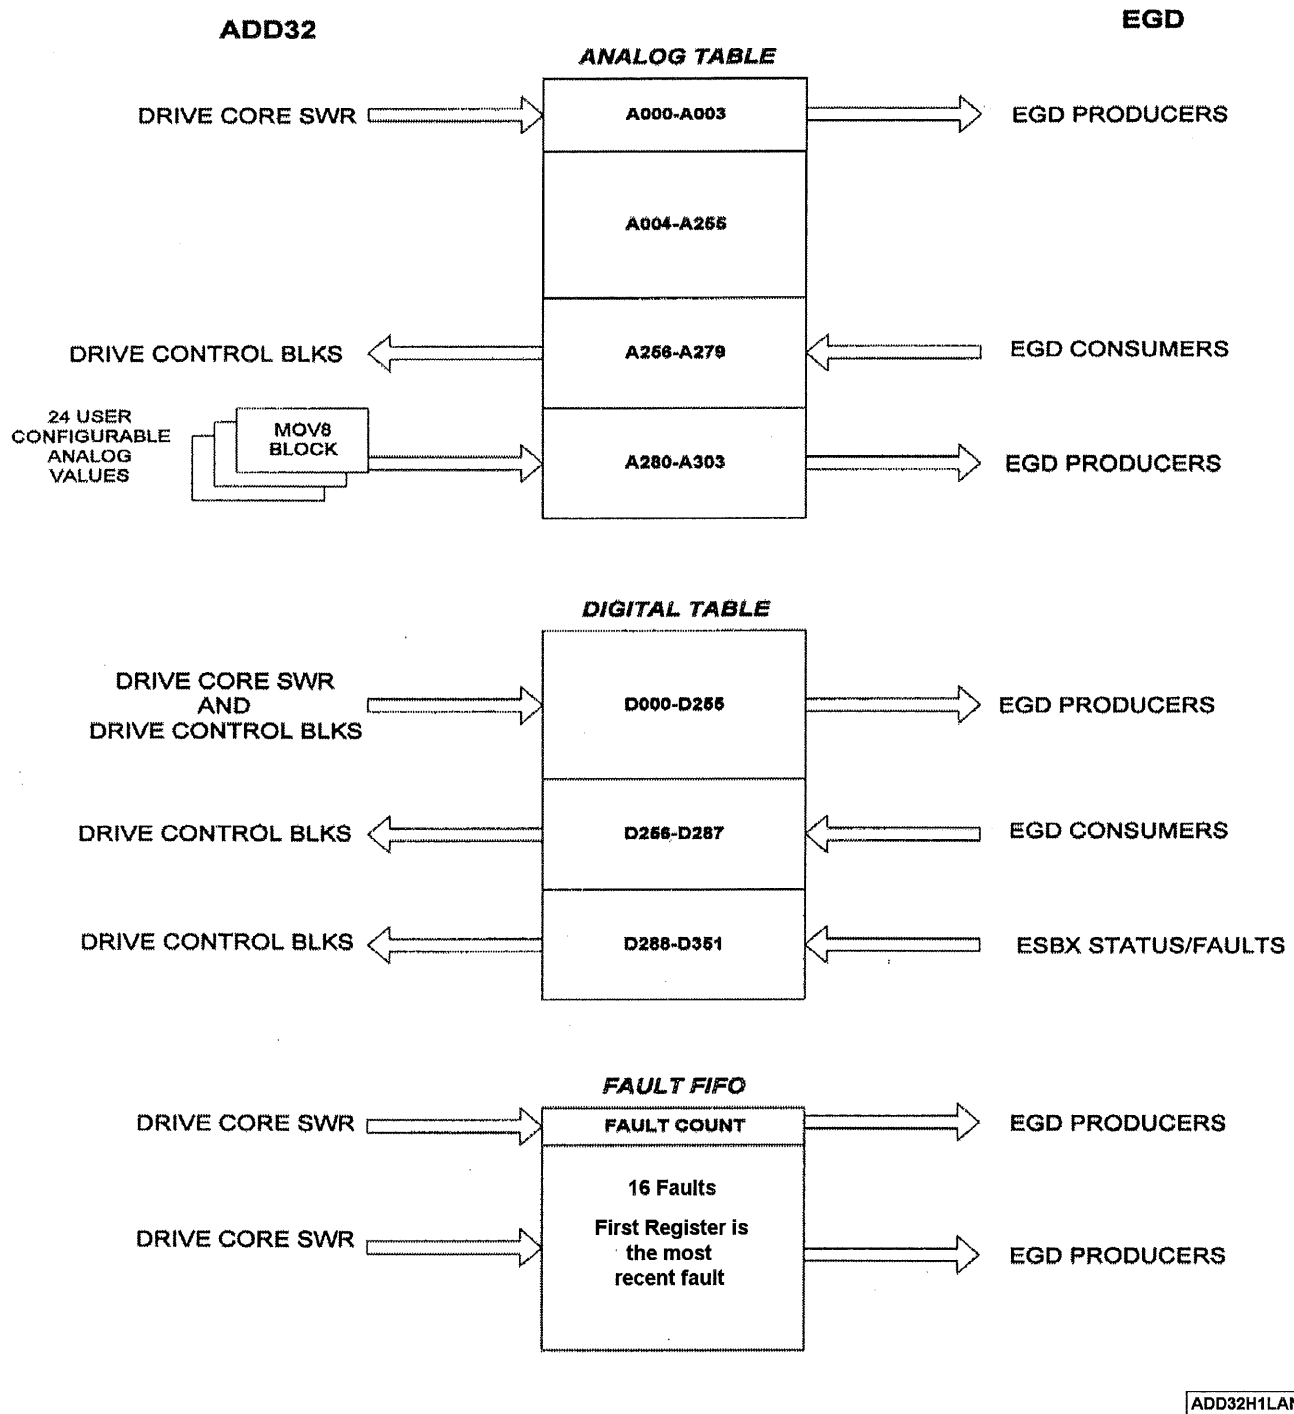 ADD32
EGD
ANALOG TABLE
DRIVE CORE SWR
A000-A003
EGD PRODUCERS
A004-A255
DRIVE CONTROL BLKS
A256-A279
EGD CONSUMERS
24 USER
CONFIGURABLE
ANALOG
VALUES
MOV8
BLOCK
A280-A303
EGD PRODUCERS
DIGITAL TABLE
DRIVE CORE SWR
AND
DRIVE CONTROL BLKS
D000-D255
EGD PRODUCERS
DRIVE CONTROL BLKS
D256-D287
EGD CONSUMERS
DRIVE CONTROL BLKS
D288-D351
ESBX STATUS/FAULTS
FAULT FIFO
DRIVE CORE SWR
FAULT COUNT
EGD PRODUCERS
16 Faults
First Register is
the most
recent fault
DRIVE CORE SWR
EGD PRODUCERS
ADD32H1LAN